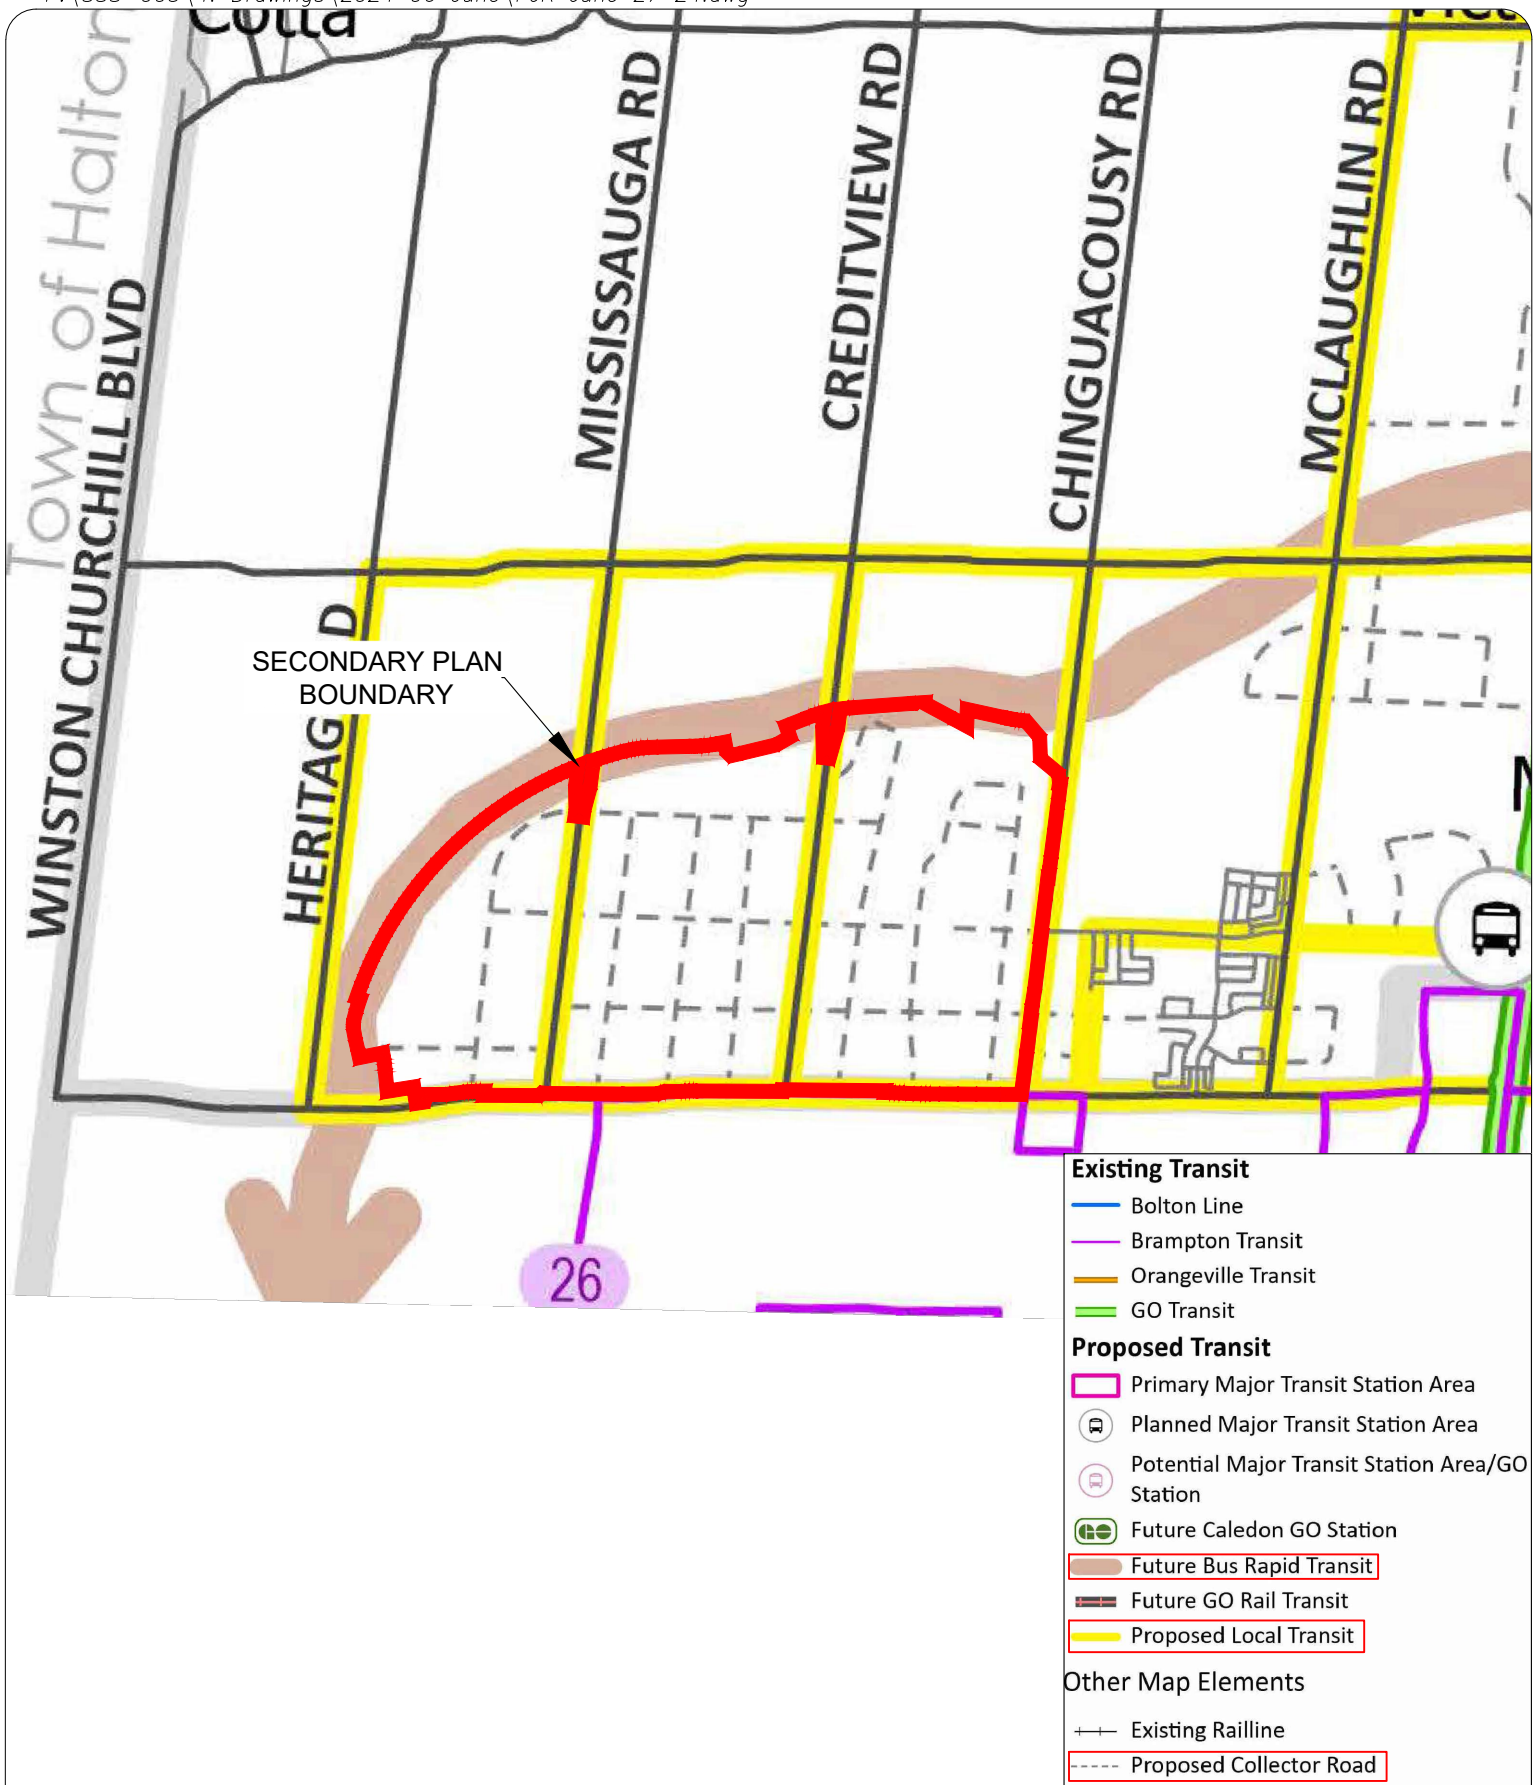 Cotta
Town of Halton
WINSTON CHURCHILL BLVD
MISSISSAUGA RD
CREDITVIEW RD
CHINGUACOUSY RD
MCLAUGHLIN RD
HERITAG D
SECONDARY PLAN
BOUNDARY
26
Existing Transit
Bolton Line
Brampton Transit
Orangeville Transit
GO Transit
Proposed Transit
Primary Major Transit Station Area
Planned Major Transit Station Area
Potential Major Transit Station Area/GO
Station
Future Caledon GO Station
Future Bus Rapid Transit
Future GO Rail Transit
Proposed Local Transit
Other Map Elements
Existing Railline
Proposed Collector Road